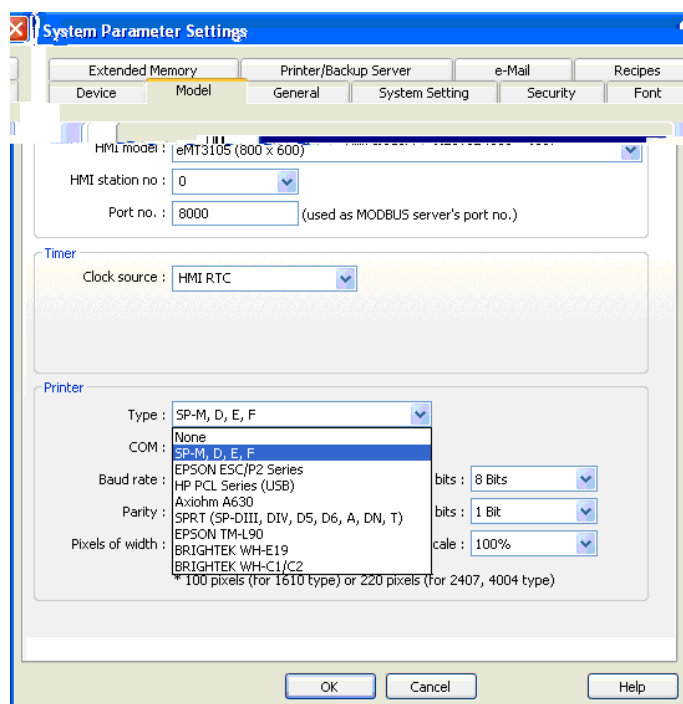 System Parameter Settings
Extended Memory Printer/Backup Server e-Mail Recipes
Device Model General System Setting Security Font
HMI model : eMT3105 (800 x 600)
HMI station no : 0
Port no. : 8000 (used as MODBUS server's port no.)
Timer
Clock source : HMI RTC
Printer
Type : SP-M, D, E, F
None
COM : SP-M, D, E, F
EPSON ESC/P2 Series
Baud rate : HP PCL Series (USB) bits : 8 Bits
Axiohm A630
Parity : SPRT (SP-DIII, DIV, D5, D6, A, DN, T) bits : 1 Bit
EPSON TM-L90
Pixels of width : BRIGHTEK WH-E19 cale : 100%
BRIGHTEK WH-C1/C2
* 100 pixels (for 1610 type) or 220 pixels (for 2407, 4004 type)
OK Cancel Help